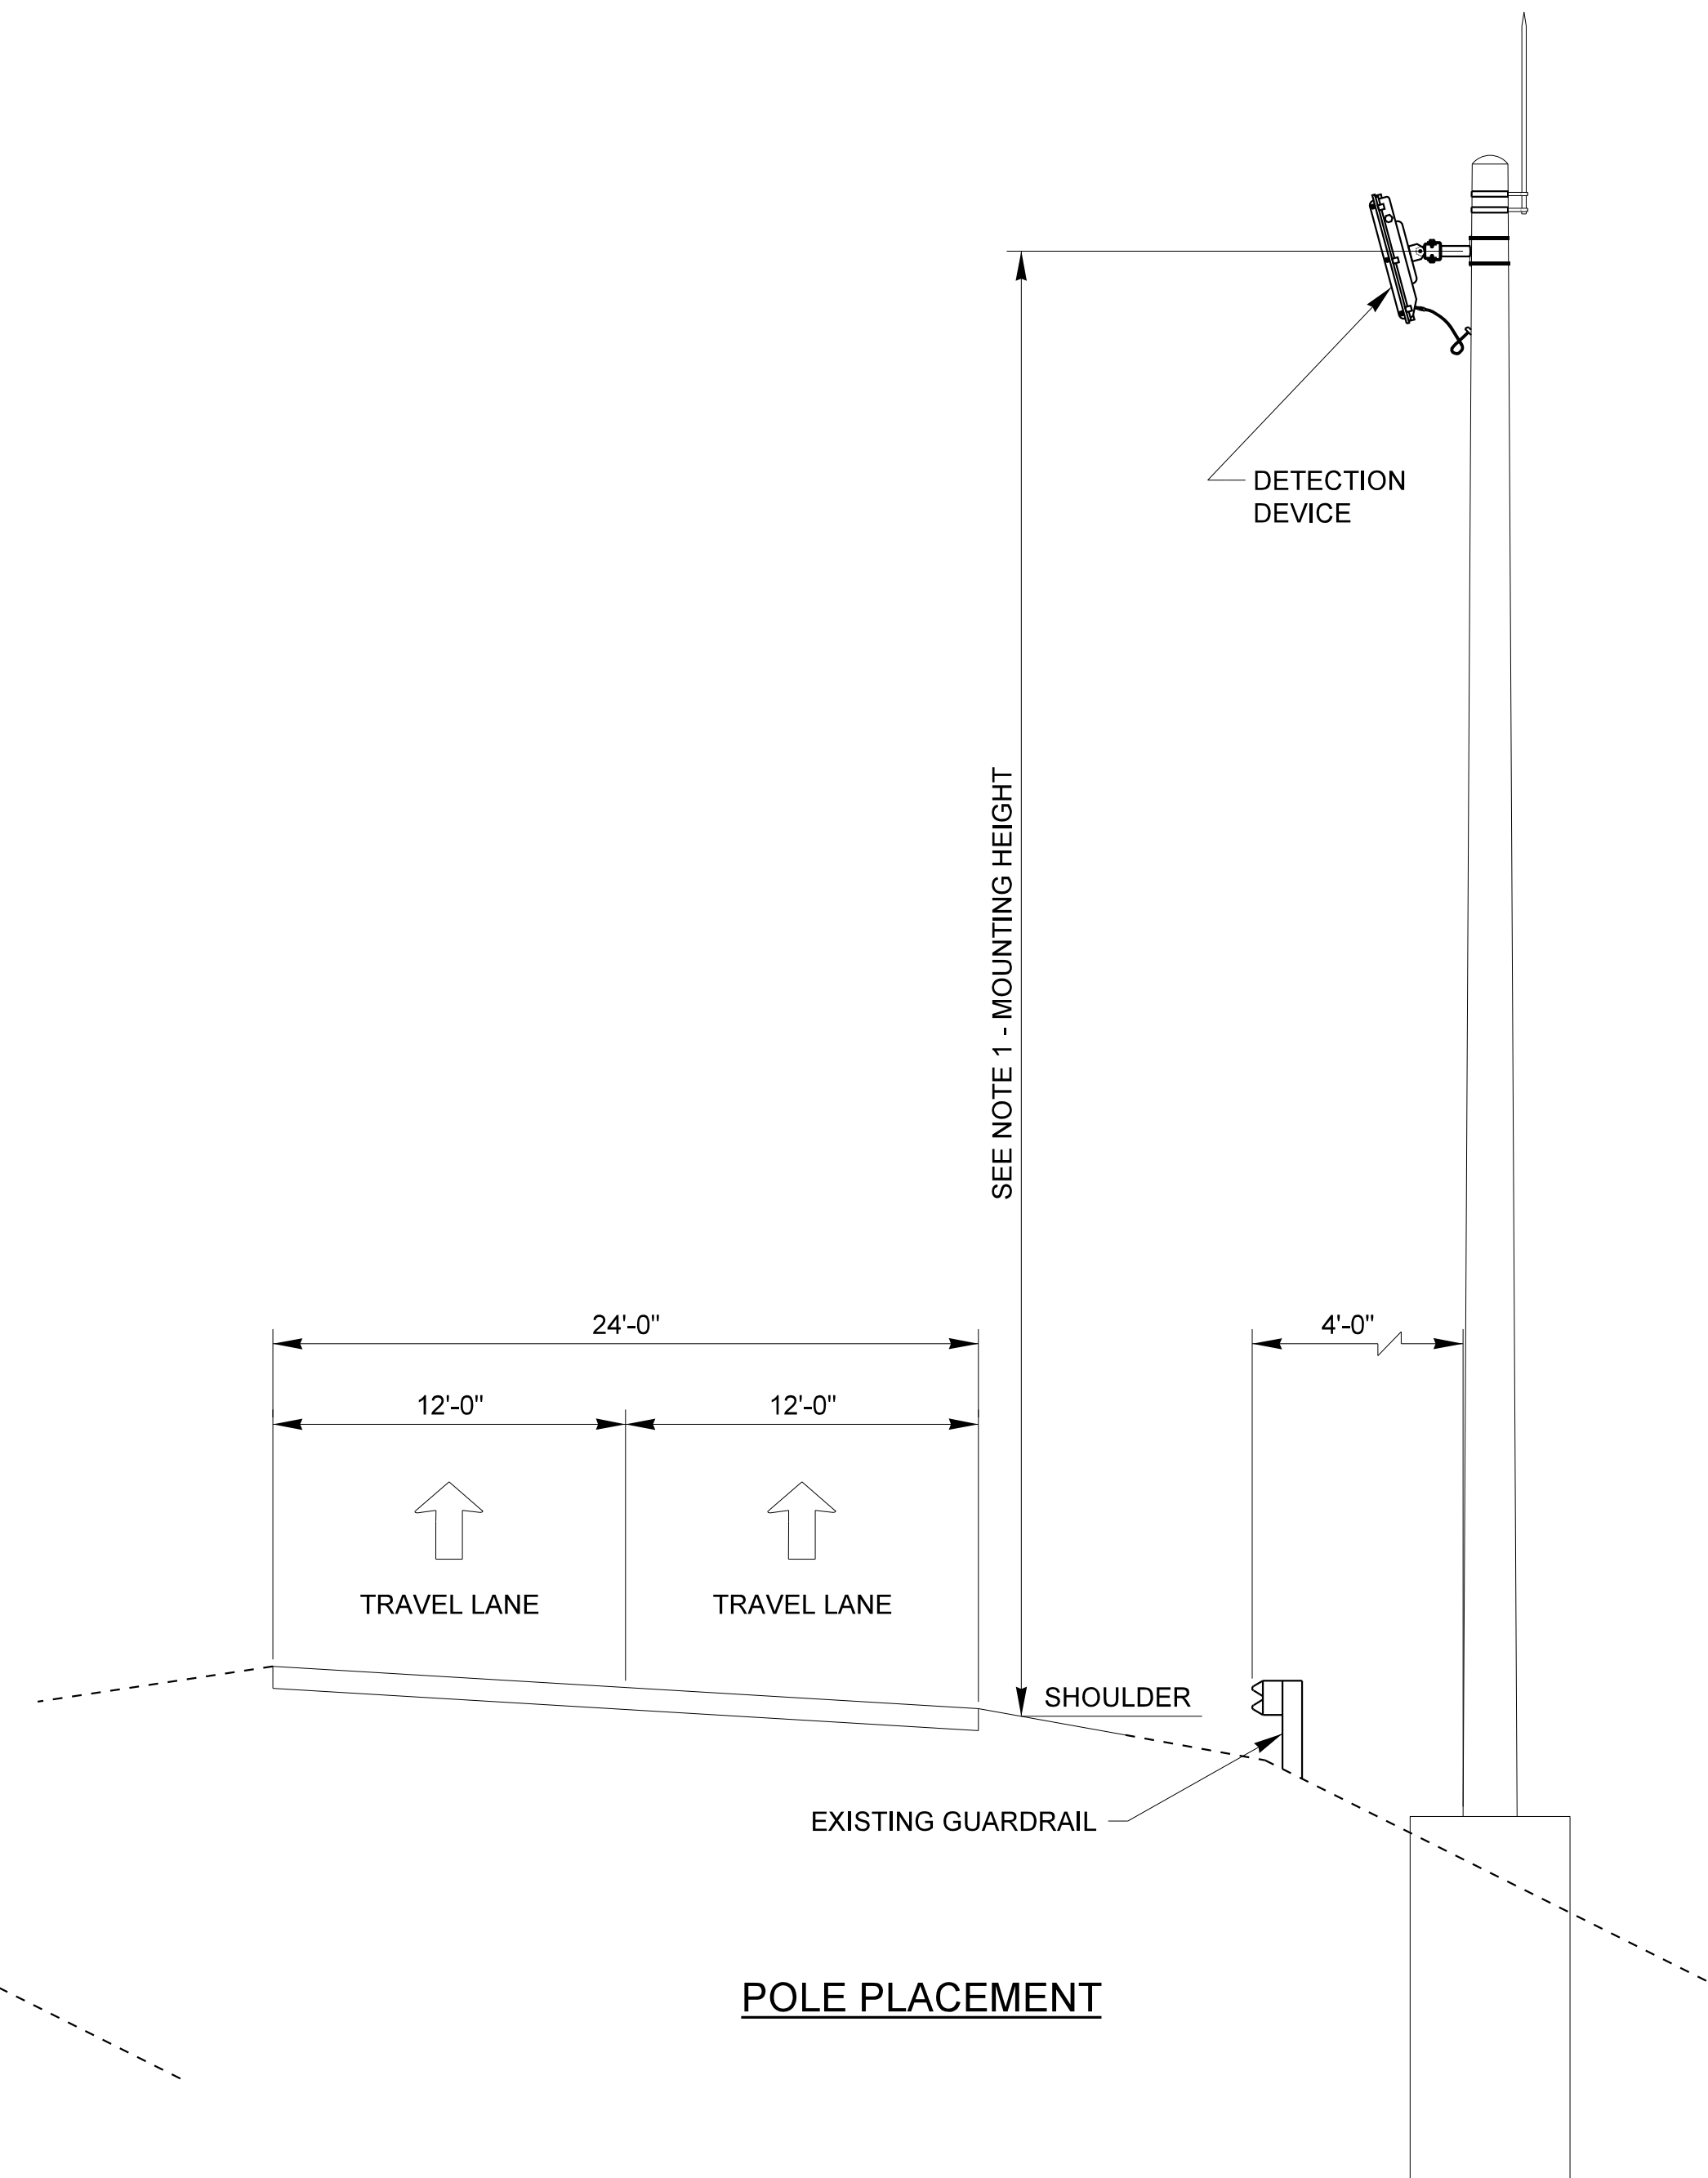 DETECTION
DEVICE
SEE NOTE 1 - MOUNTING HEIGHT
24'-0"
4'-0"
12'-0"
12'-0"
TRAVEL LANE
TRAVEL LANE
SHOULDER
EXISTING GUARDRAIL
POLE PLACEMENT